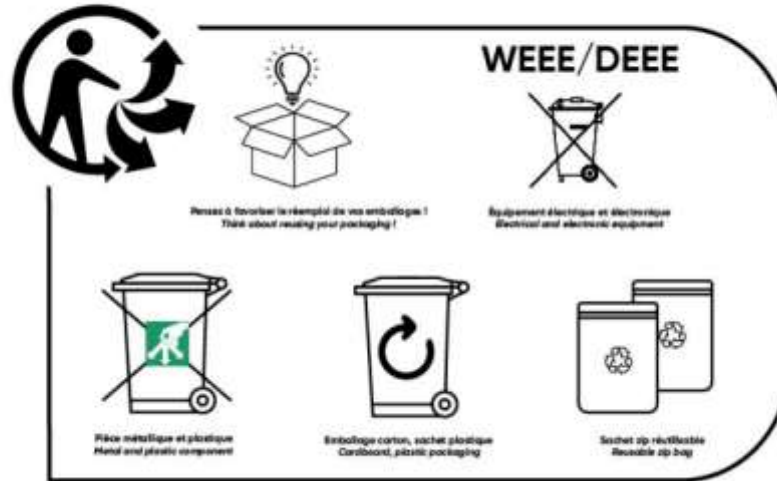 WEEE/DEEE
Pensez à favoriser le réemploi de vos emballages !
Think about reusing your packaging !
Équipement électrique et électronique
Electrical and electronic equipment
Pièce métallique et plastique
Metal and plastic component
Emballage carton, sachet plastique
Cardboard, plastic packaging
Sachet zip réutilisable
Reusable zip bag